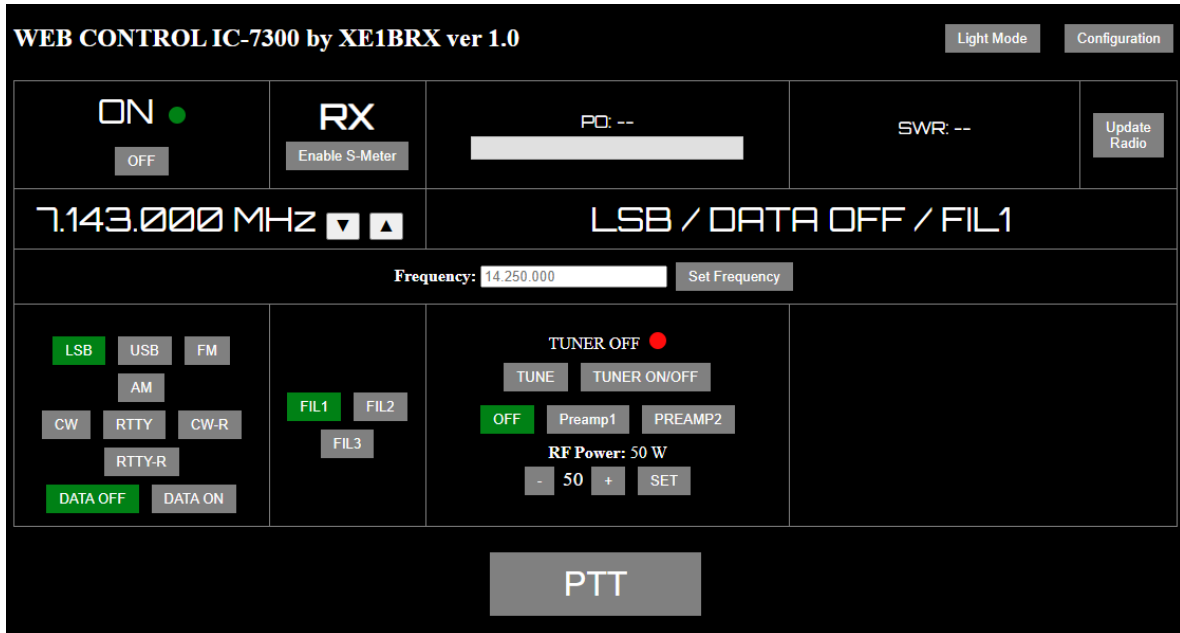 WEB CONTROL IC-7300 by XE1BRX ver 1.0
Light Mode
Configuration
ON
OFF
RX
Enable S-Meter
PO: --
SWR: --
Update
Radio
7.143.000 MHz ▼ ▲
LSB / DATA OFF / FIL1
Frequency: 14.250.000 Set Frequency
LSB USB FM
AM
CW RTTY CW-R
RTTY-R
DATA OFF DATA ON
FIL1 FIL2
FIL3
TUNER OFF
TUNE TUNER ON/OFF
OFF Preamp1 PREAMP2
RF Power: 50 W
- 50 + SET
PTT